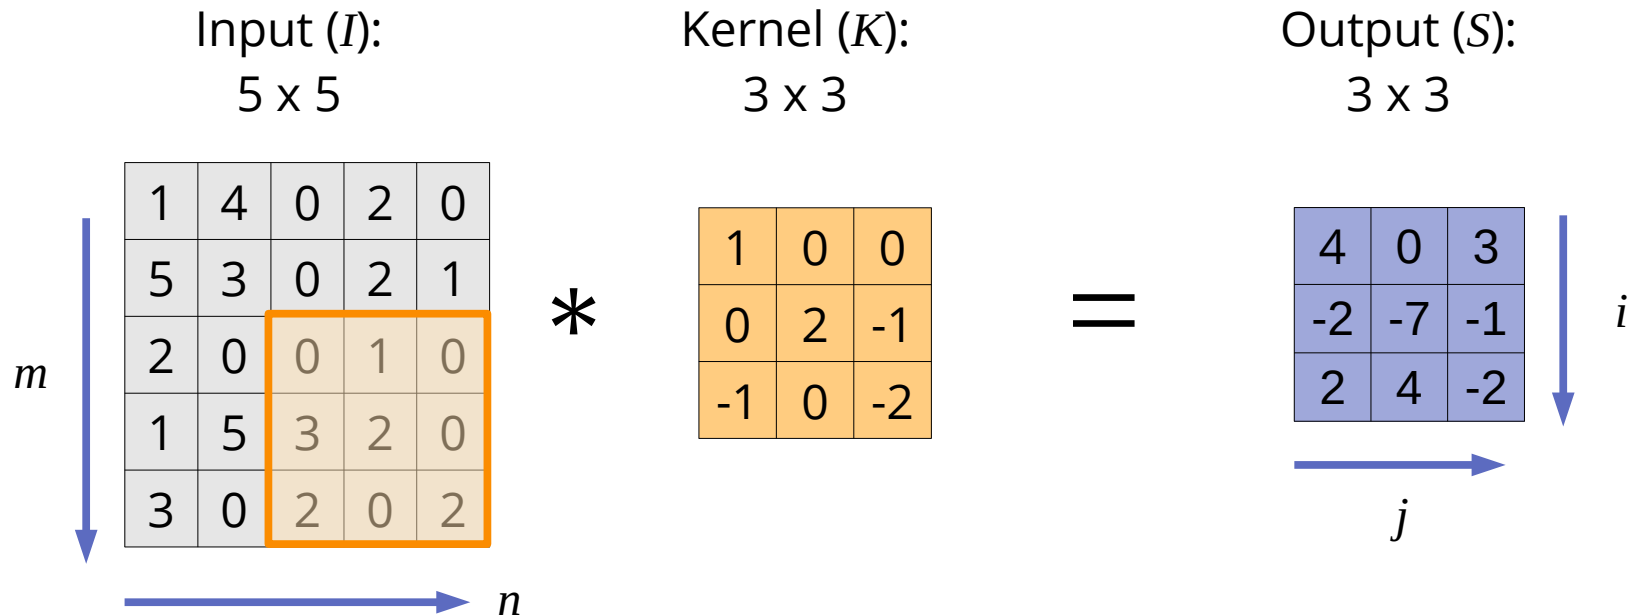 Input (I): Kernel (K): Output (S):
5 x 5 3 x 3 3 x 3
1 4 0 2 0
5 3 0 2 1
2 0 0 1 0
1 5 3 2 0
3 0 2 0 2
m
n
*
1 0 0
0 2 -1
-1 0 -2
=
4 0 3
-2 -7 -1
2 4 -2
i
j